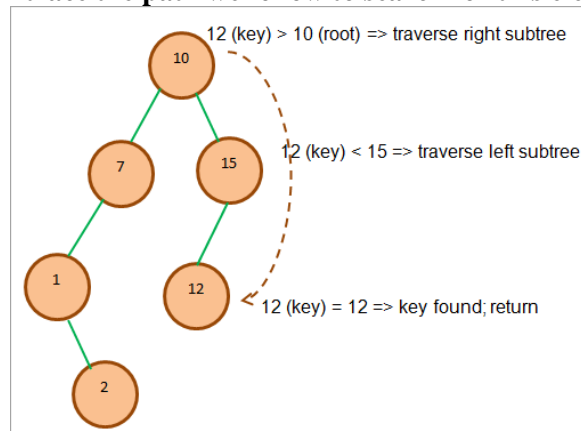 12 (key) > 10 (root) => traverse right subtree
10
7
15
12 (key) < 15 => traverse left subtree
1
12
12 (key) = 12 => key found; return
2